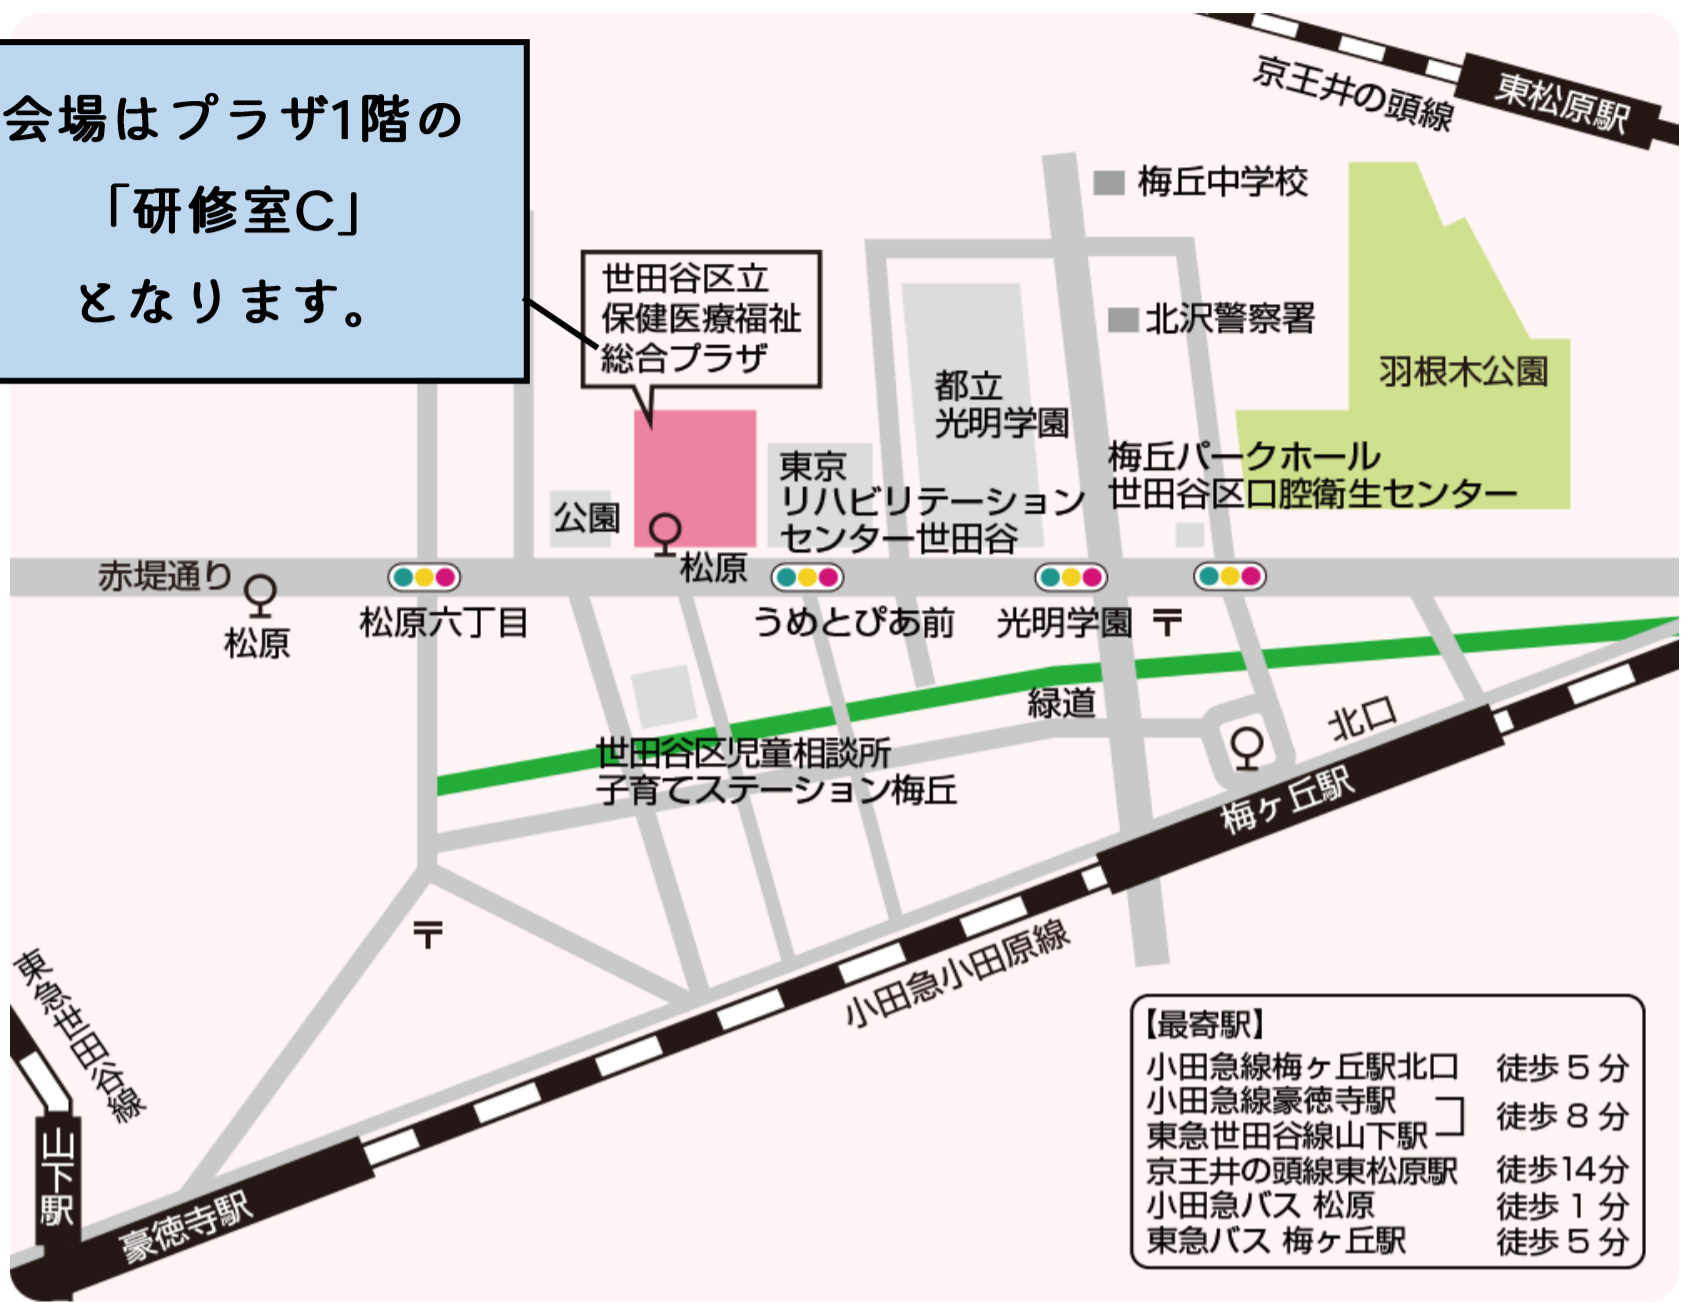 会場はプラザ1階の
「研修室C」
となります。
京王井の頭線
東松原駅
梅丘中学校
世田谷区立
保健医療福祉
総合プラザ
北沢警察署
羽根木公園
都立
光明学園
梅丘パークホール
世田谷区口腔衛生センター
東京
リハビリテーション
センター世田谷
公園
松原
赤堤通り
松原
松原六丁目
うめとぴあ前
光明学園
〒
緑道
北口
世田谷区児童相談所
子育てステーション梅丘
梅ヶ丘駅
〒
小田急小田原線
東急世田谷線
山下駅
豪徳寺駅
【最寄駅】
小田急線梅ヶ丘駅北口 徒歩 5 分
小田急線豪徳寺駅
東急世田谷線山下駅 徒歩 8 分
京王井の頭線東松原駅 徒歩14分
小田急バス 松原 徒歩 1 分
東急バス 梅ヶ丘駅 徒歩 5 分